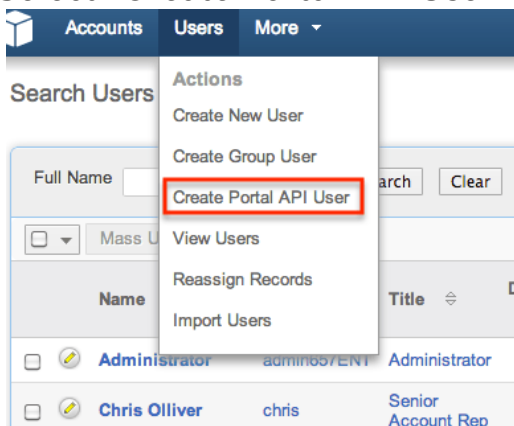 Accounts Users More
Search Users
Actions
Create New User
Create Group User
Full Name arch Clear
Create Portal API User
Mass U View Users
Reassign Records
Name Title
Import Users
Administrator admin657ENT Administrator
Chris Olliver chris Senior
Account Rep